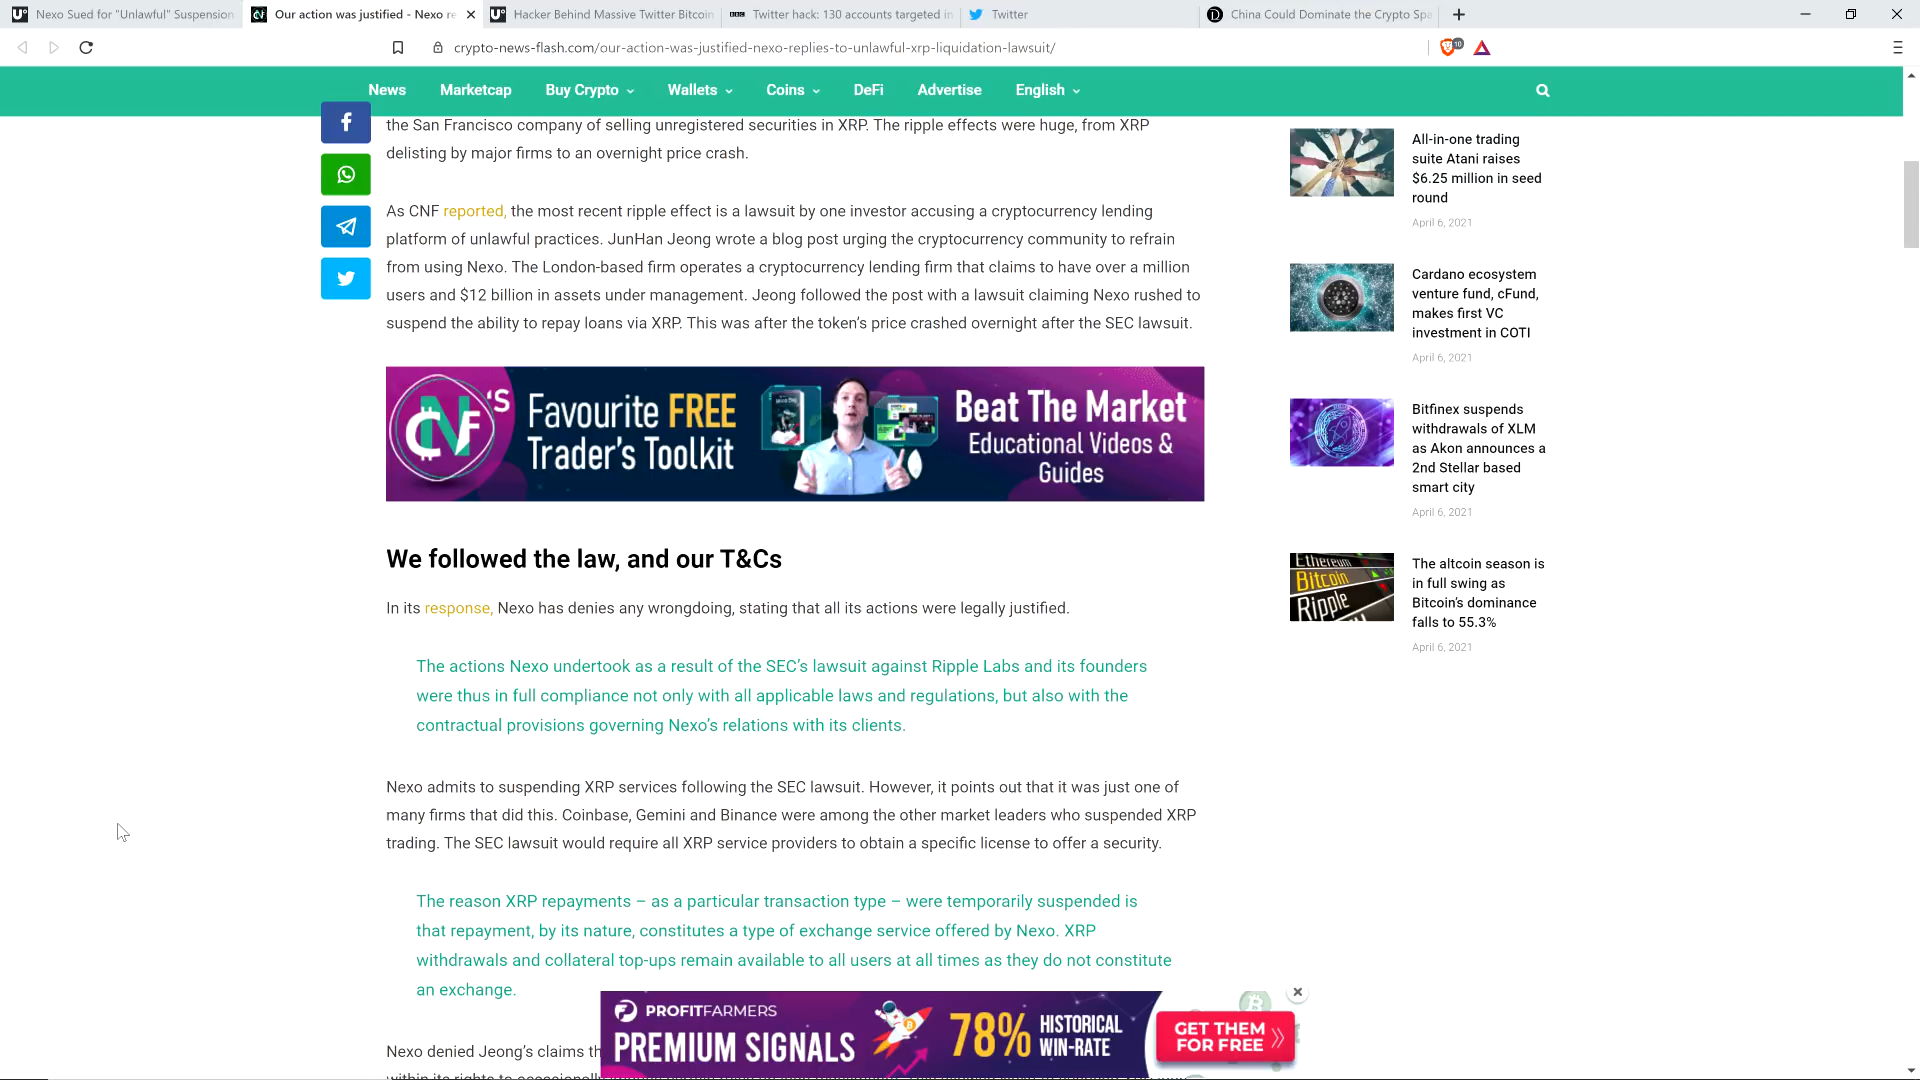 Nexo Sued for "Unlawful" Suspension
Our action was justified - Nexo re
Hacker Behind Massive Twitter Bitcoin
BBC
Twitter hack: 130 accounts targeted in
Twitter
China Could Dominate the Crypto Spa
crypto-news-flash.com/our-action-was-justified-nexo-replies-to-unlawful-xrp-liquidation-lawsuit/
10
News
Marketcap
Buy Crypto
Wallets
Coins
DeFi
Advertise
English
the San Francisco company of selling unregistered securities in XRP. The ripple effects were huge, from XRP
delisting by major firms to an overnight price crash.
As CNF reported, the most recent ripple effect is a lawsuit by one investor accusing a cryptocurrency lending
platform of unlawful practices. JunHan Jeong wrote a blog post urging the cryptocurrency community to refrain
from using Nexo. The London-based firm operates a cryptocurrency lending firm that claims to have over a million
users and $12 billion in assets under management. Jeong followed the post with a lawsuit claiming Nexo rushed to
suspend the ability to repay loans via XRP. This was after the token's price crashed overnight after the SEC lawsuit.
CNF'S
Favourite FREE
Trader's Toolkit
Beat The Market
Educational Videos &
Guides
We followed the law, and our T&Cs
In its response, Nexo has denies any wrongdoing, stating that all its actions were legally justified.
The actions Nexo undertook as a result of the SEC's lawsuit against Ripple Labs and its founders
were thus in full compliance not only with all applicable laws and regulations, but also with the
contractual provisions governing Nexo's relations with its clients.
Nexo admits to suspending XRP services following the SEC lawsuit. However, it points out that it was just one of
many firms that did this. Coinbase, Gemini and Binance were among the other market leaders who suspended XRP
trading. The SEC lawsuit would require all XRP service providers to obtain a specific license to offer a security.
The reason XRP repayments – as a particular transaction type – were temporarily suspended is
that repayment, by its nature, constitutes a type of exchange service offered by Nexo. XRP
withdrawals and collateral top-ups remain available to all users at all times as they do not constitute
an exchange.
Nexo denied Jeong's claims th
All-in-one trading
suite Atani raises
$6.25 million in seed
round
April 6, 2021
Cardano ecosystem
venture fund, cFund,
makes first VC
investment in COTI
April 6, 2021
Bitfinex suspends
withdrawals of XLM
as Akon announces a
2nd Stellar based
smart city
April 6, 2021
Ethereum
Bitcoin
Ripple
The altcoin season is
in full swing as
Bitcoin's dominance
falls to 55.3%
April 6, 2021
PROFITFARMERS
PREMIUM SIGNALS
78%
HISTORICAL
WIN-RATE
GET THEM
FOR FREE